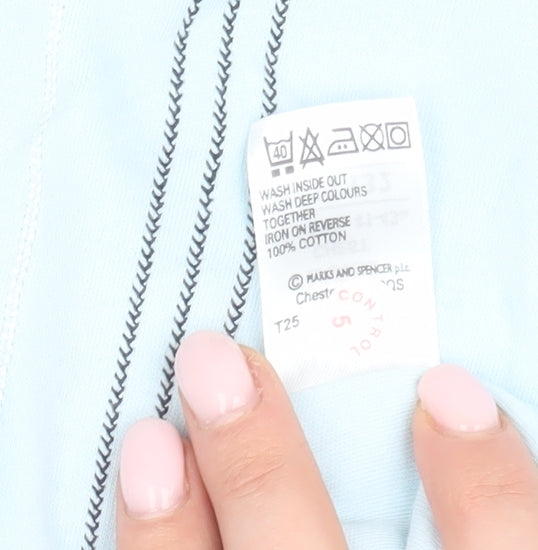 40
WASH INSIDE OUT
WASH DEEP COLOURS
TOGETHER
IRON ON REVERSE
100% COTTON
© MARKS AND SPENCER p.l.c.
T25
CONTROL
5